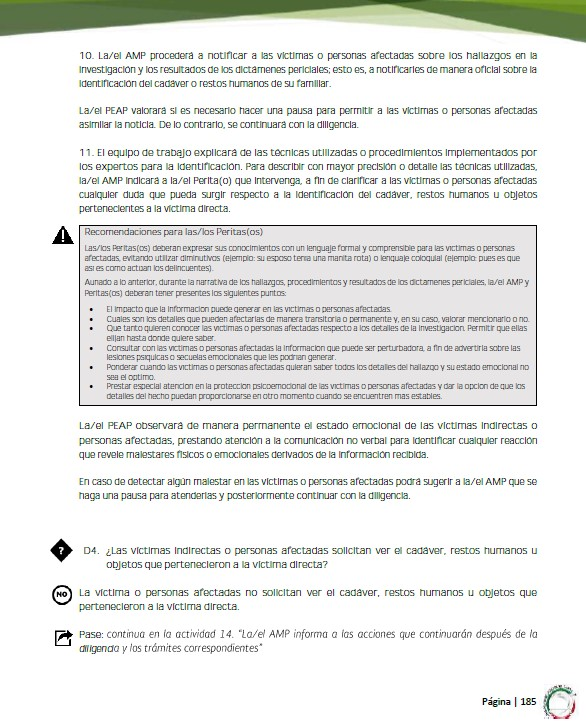 10. La/el AMP procederá a notificar a las víctimas o personas afectadas sobre los hallazgos en la
investigación y los resultados de los dictámenes periciales; esto es, a notificarles de manera oficial sobre la
identificación del cadáver o restos humanos de su familiar.
La/el PEAP valorará si es necesario hacer una pausa para permitir a las víctimas o personas afectadas
asimilar la noticia. De lo contrario, se continuará con la diligencia.
11. El equipo de trabajo explicará de las técnicas utilizadas o procedimientos implementados por
los expertos para la identificación. Para describir con mayor precisión o detalle las técnicas utilizadas,
la/el AMP indicará a la/el Perita(o) que intervenga, a fin de clarificar a las víctimas o personas afectadas
cualquier duda que pueda surgir respecto a la identificación del cadáver, restos humanos u objetos
pertenecientes a la víctima directa.
Recomendaciones para las/los Peritas(os)
Las/los Peritas(os) deberán expresar sus conocimientos con un lenguaje formal y comprensible para las víctimas o personas
afectadas, evitando utilizar diminutivos (ejemplo: su esposo tenía una manita rota) o lenguaje coloquial (ejemplo: pues es que
así es como actúan los delincuentes).
Aunado a lo anterior, durante la narrativa de los hallazgos, procedimientos y resultados de los dictámenes periciales, la/el AMP y
Peritas(os) deberán tener presentes los siguientes puntos:
• El impacto que la información puede generar en las víctimas o personas afectadas.
• Cuáles son los detalles que pueden afectarlas de manera transitoria o permanente y, en su caso, valorar mencionarlo o no.
• Qué tanto quieren conocer las víctimas o personas afectadas respecto a los detalles de la investigación. Permitir que ellas
elijan hasta dónde quiere saber.
• Consultar con las víctimas o personas afectadas la información que puede ser perturbadora, a fin de advertirla sobre las
lesiones psíquicas o secuelas emocionales que les podrían generar.
• Ponderar cuando las víctimas o personas afectadas quieran saber todos los detalles del hallazgo y su estado emocional no
sea el óptimo.
• Prestar especial atención en la protección psicoemocional de las víctimas o personas afectadas y dar la opción de que los
detalles del hecho puedan proporcionarse en otro momento cuando se encuentren más estables.
La/el PEAP observará de manera permanente el estado emocional de las víctimas indirectas o
personas afectadas, prestando atención a la comunicación no verbal para identificar cualquier reacción
que revele malestares físicos o emocionales derivados de la información recibida.
En caso de detectar algún malestar en las víctimas o personas afectadas podrá sugerir a la/el AMP que se
haga una pausa para atenderlas y posteriormente continuar con la diligencia.
? D4. ¿Las víctimas indirectas o personas afectadas solicitan ver el cadáver, restos humanos u
objetos que pertenecieron a la víctima directa?
NO La víctima o personas afectadas no solicitan ver el cadáver, restos humanos u objetos que
pertenecieron a la víctima directa.
Pase: continua en la actividad 14. "La/el AMP informa a las acciones que continuarán después de la
diligencia y los trámites correspondientes"
Página | 185